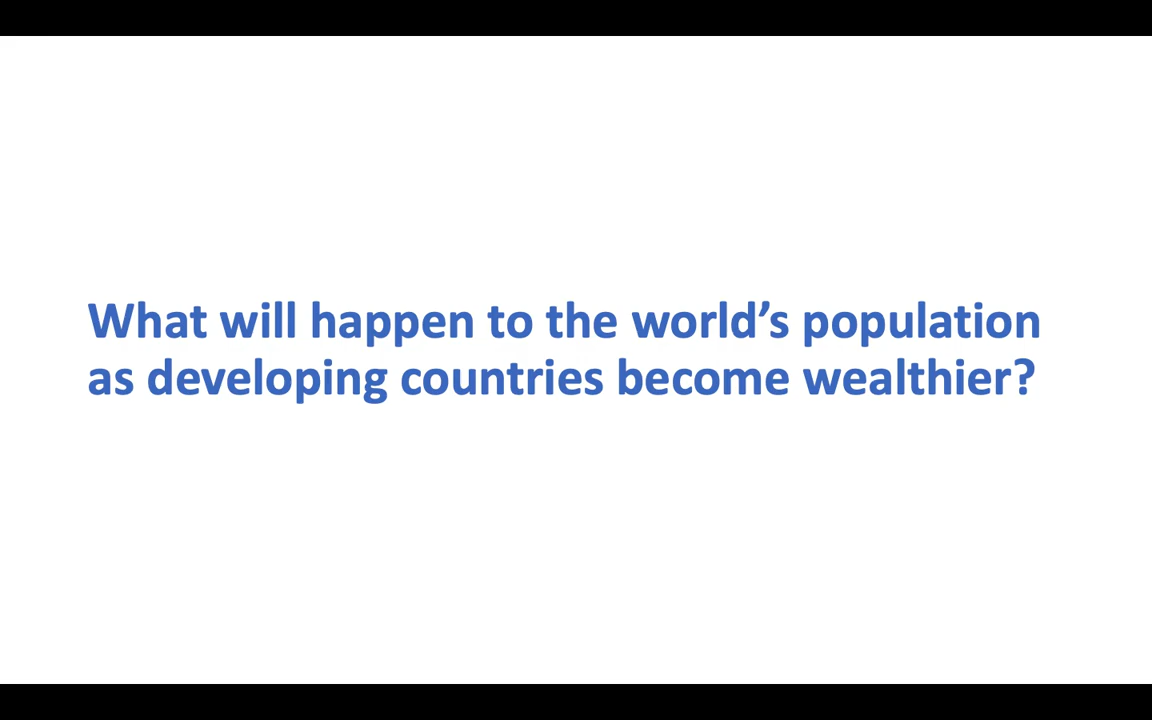 What will happen to the world’s population
as developing countries become wealthier?